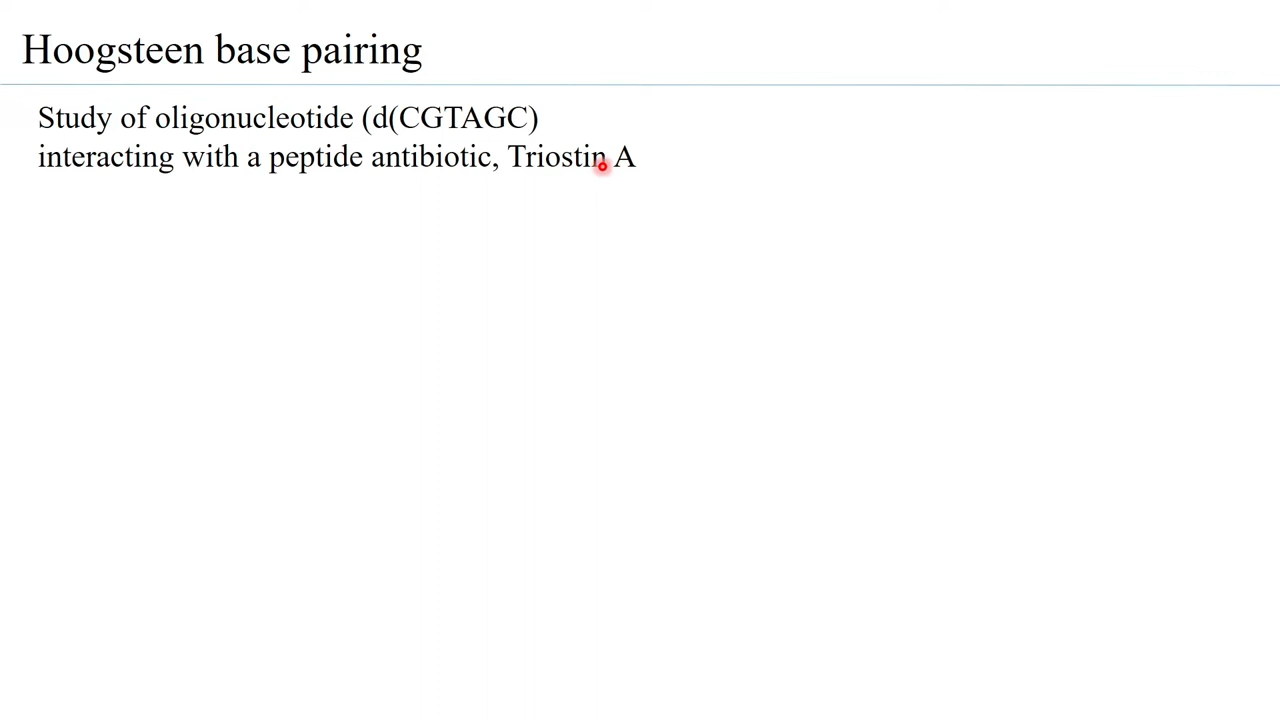 Hoogsteen base pairing
Study of oligonucleotide (d(CGTAGC)
interacting with a peptide antibiotic, Triostin A